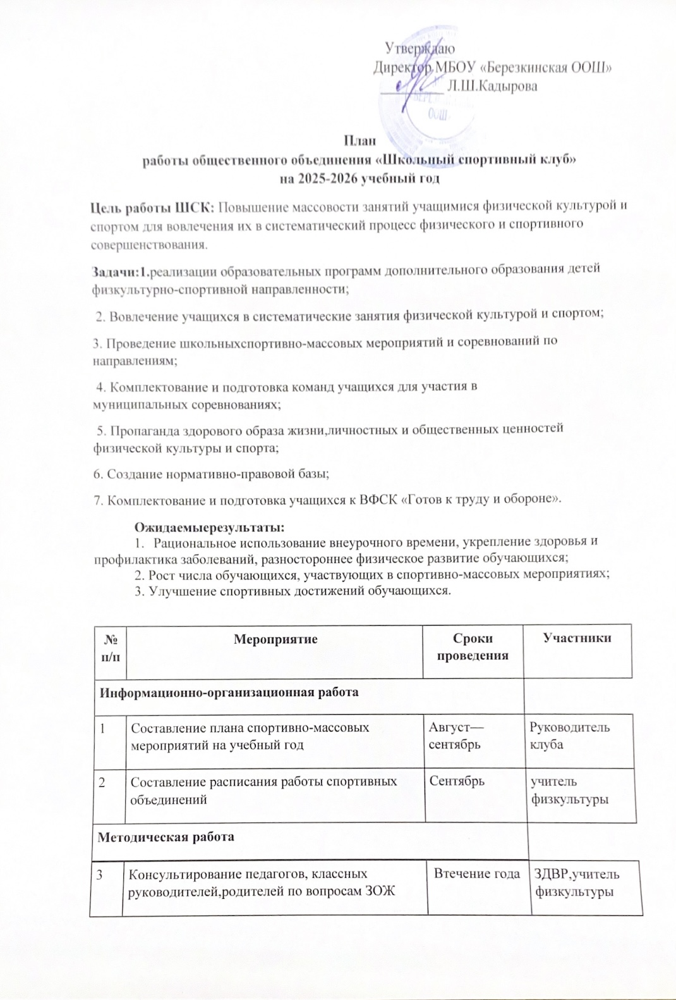 Утверждаю
Директор МБОУ «Березкинская ООШ»
Л.Ш.Кадырова
ООШ
План
работы общественного объединения «Школьный спортивный клуб»
на 2025-2026 учебный год
Цель работы ШСК: Повышение массовости занятий учащимися физической культурой и
спортом для вовлечения их в систематический процесс физического и спортивного
совершенствования.
Задачи:1.реализации образовательных программ дополнительного образования детей
физкультурно-спортивной направленности;
2. Вовлечение учащихся в систематические занятия физической культурой и спортом;
3. Проведение школьныхспортивно-массовых мероприятий и соревнований по
направлениям;
4. Комплектование и подготовка команд учащихся для участия в
муниципальных соревнованиях;
5. Пропаганда здорового образа жизни,личностных и общественных ценностей
физической культуры и спорта;
6. Создание нормативно-правовой базы;
7. Комплектование и подготовка учащихся к ВФСК «Готов к труду и обороне».
Ожидаемыерезультаты:
1. Рациональное использование внеурочного времени, укрепление здоровья и
профилактика заболеваний, разностороннее физическое развитие обучающихся;
2. Рост числа обучающихся, участвующих в спортивно-массовых мероприятиях;
3. Улучшение спортивных достижений обучающихся.
№ Мероприятие Сроки Участники
п/п проведения
Информационно-организационная работа
1 Составление плана спортивно-массовых Август— Руководитель
мероприятий на учебный год сентябрь клуба
2 Составление расписания работы спортивных Сентябрь учитель
объединений физкультуры
Методическая работа
3 Консультирование педагогов, классных Втечение года ЗДВР,учитель
руководителей,родителей по вопросам ЗОЖ физкультуры